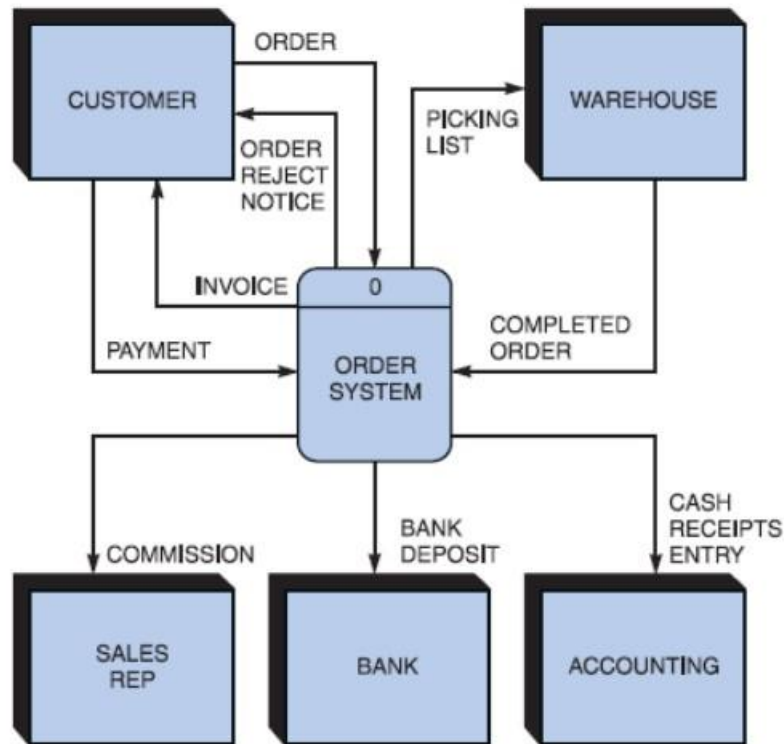 ORDER
CUSTOMER
WAREHOUSE
ORDER
REJECT
NOTICE
PICKING
LIST
INVOICE
0
PAYMENT
ORDER
SYSTEM
COMPLETED
ORDER
COMMISSION
BANK
DEPOSIT
CASH
RECEIPTS
ENTRY
SALES
REP
BANK
ACCOUNTING